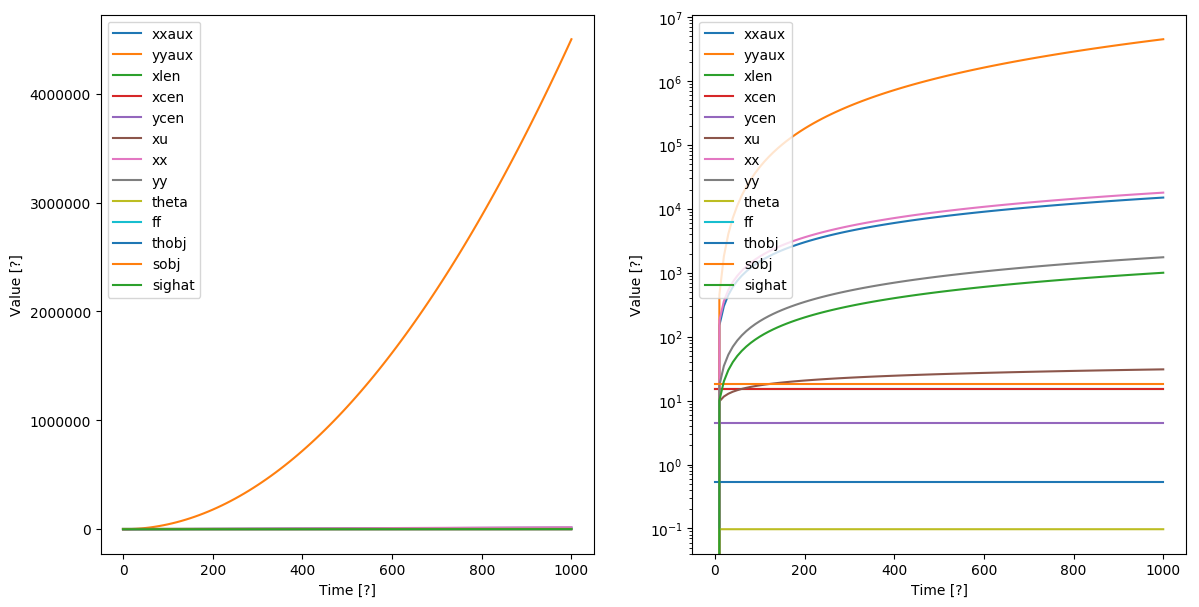 xxaux
yyaux
xlen
xcen
ycen
xu
xx
yy
theta
ff
thobj
sobj
sighat
4000000
3000000
2000000
1000000
0
Value [?]
0 200 400 600 800 1000
Time [?]
xxaux
yyaux
xlen
xcen
ycen
xu
xx
yy
theta
ff
thobj
sobj
sighat
10^7
10^6
10^5
10^4
10^3
10^2
10^1
10^0
10^-1
Value [?]
0 200 400 600 800 1000
Time [?]